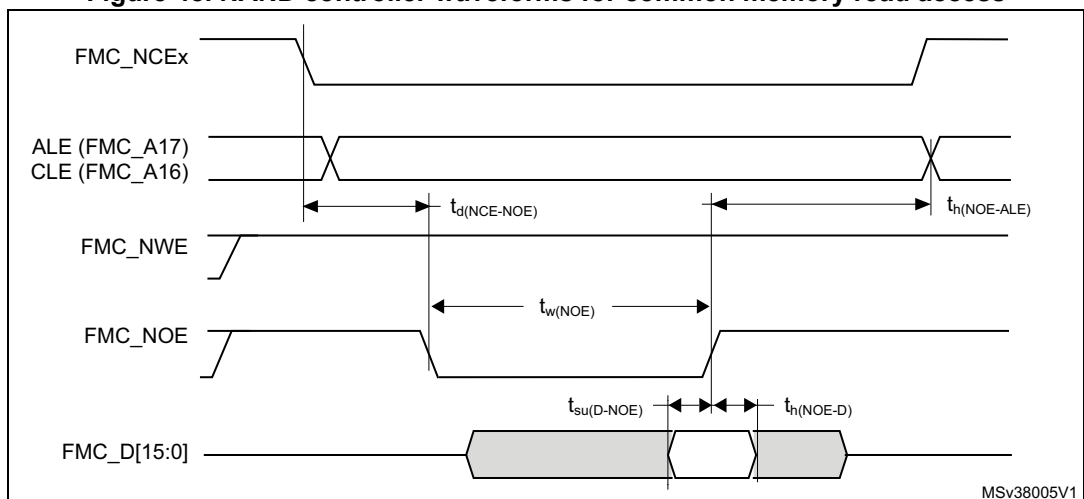 Figure NAND controller waveforms for common memory read access
FMC_NCEx
ALE (FMC_A17)
CLE (FMC_A16)
td(NCE-NOE)
th(NOE-ALE)
FMC_NWE
tw(NOE)
FMC_NOE
tsu(D-NOE)
th(NOE-D)
FMC_D[15:0]
MSv38005V1